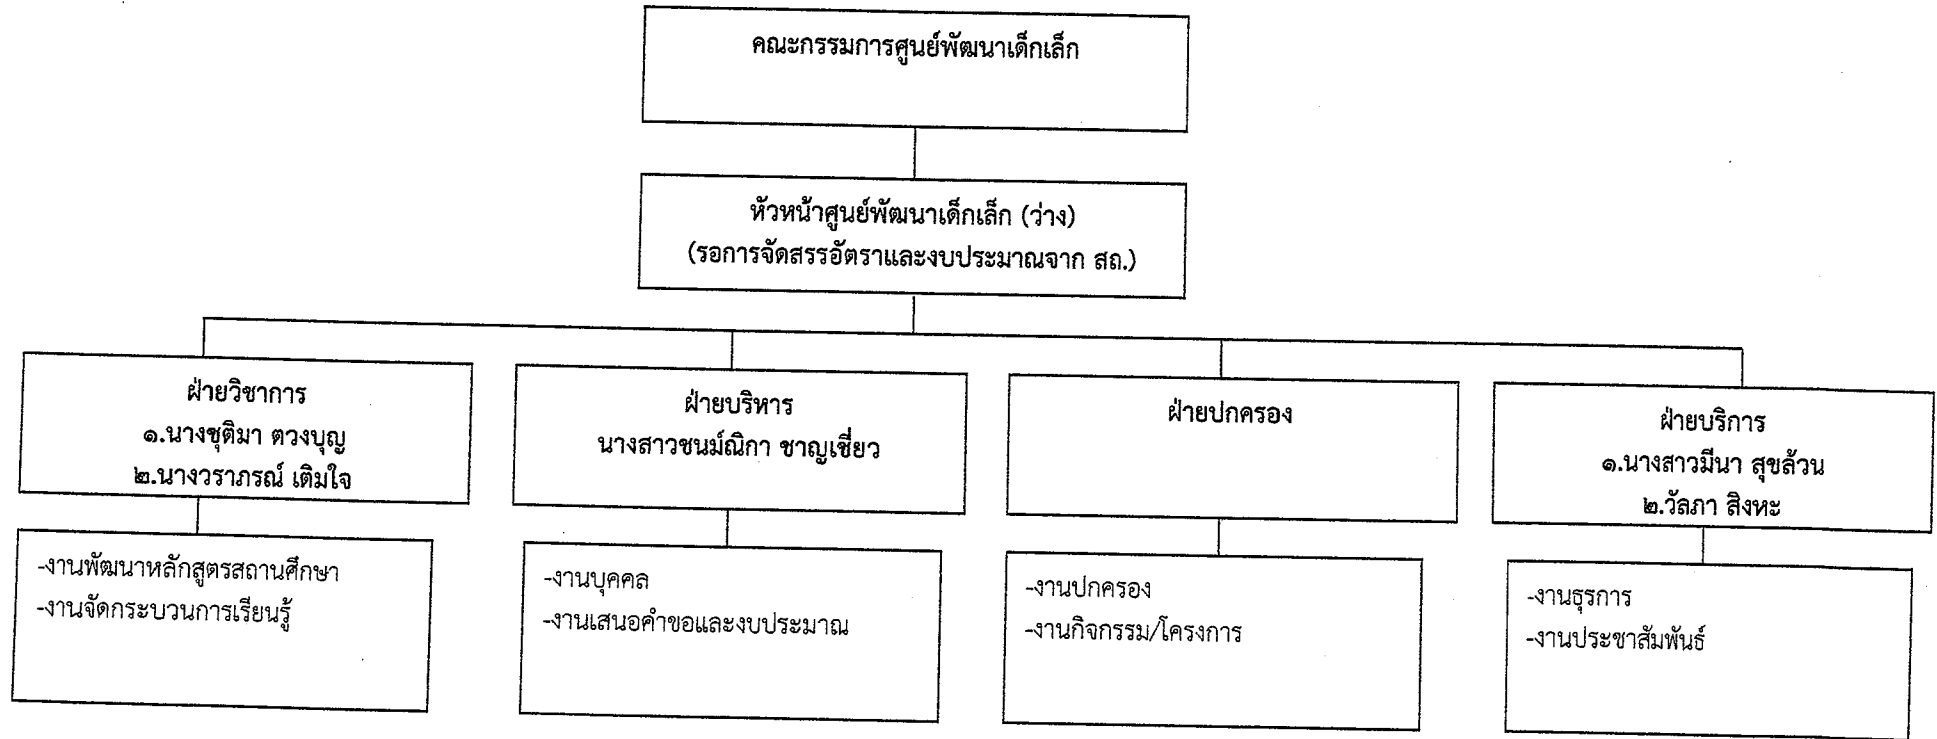 คณะกรรมการศูนย์พัฒนาเด็กเล็ก
หัวหน้าศูนย์พัฒนาเด็กเล็ก (ว่าง)
(รอการจัดสรรอัตราและงบประมาณจาก สถ.)
ฝ่ายวิชาการ
๑.นางชุติมา ตวงบุญ
๒.นางวราภรณ์ เติมใจ
-งานพัฒนาหลักสูตรสถานศึกษา
-งานจัดกระบวนการเรียนรู้
ฝ่ายบริหาร
นางสาวชนม์ณิกา ชาญเชี่ยว
-งานบุคคล
-งานเสนอคำขอและงบประมาณ
ฝ่ายปกครอง
-งานปกครอง
-งานกิจกรรม/โครงการ
ฝ่ายบริการ
๑.นางสาวมีนา สุขล้วน
๒.วัลภา สิงหะ
-งานธุรการ
-งานประชาสัมพันธ์